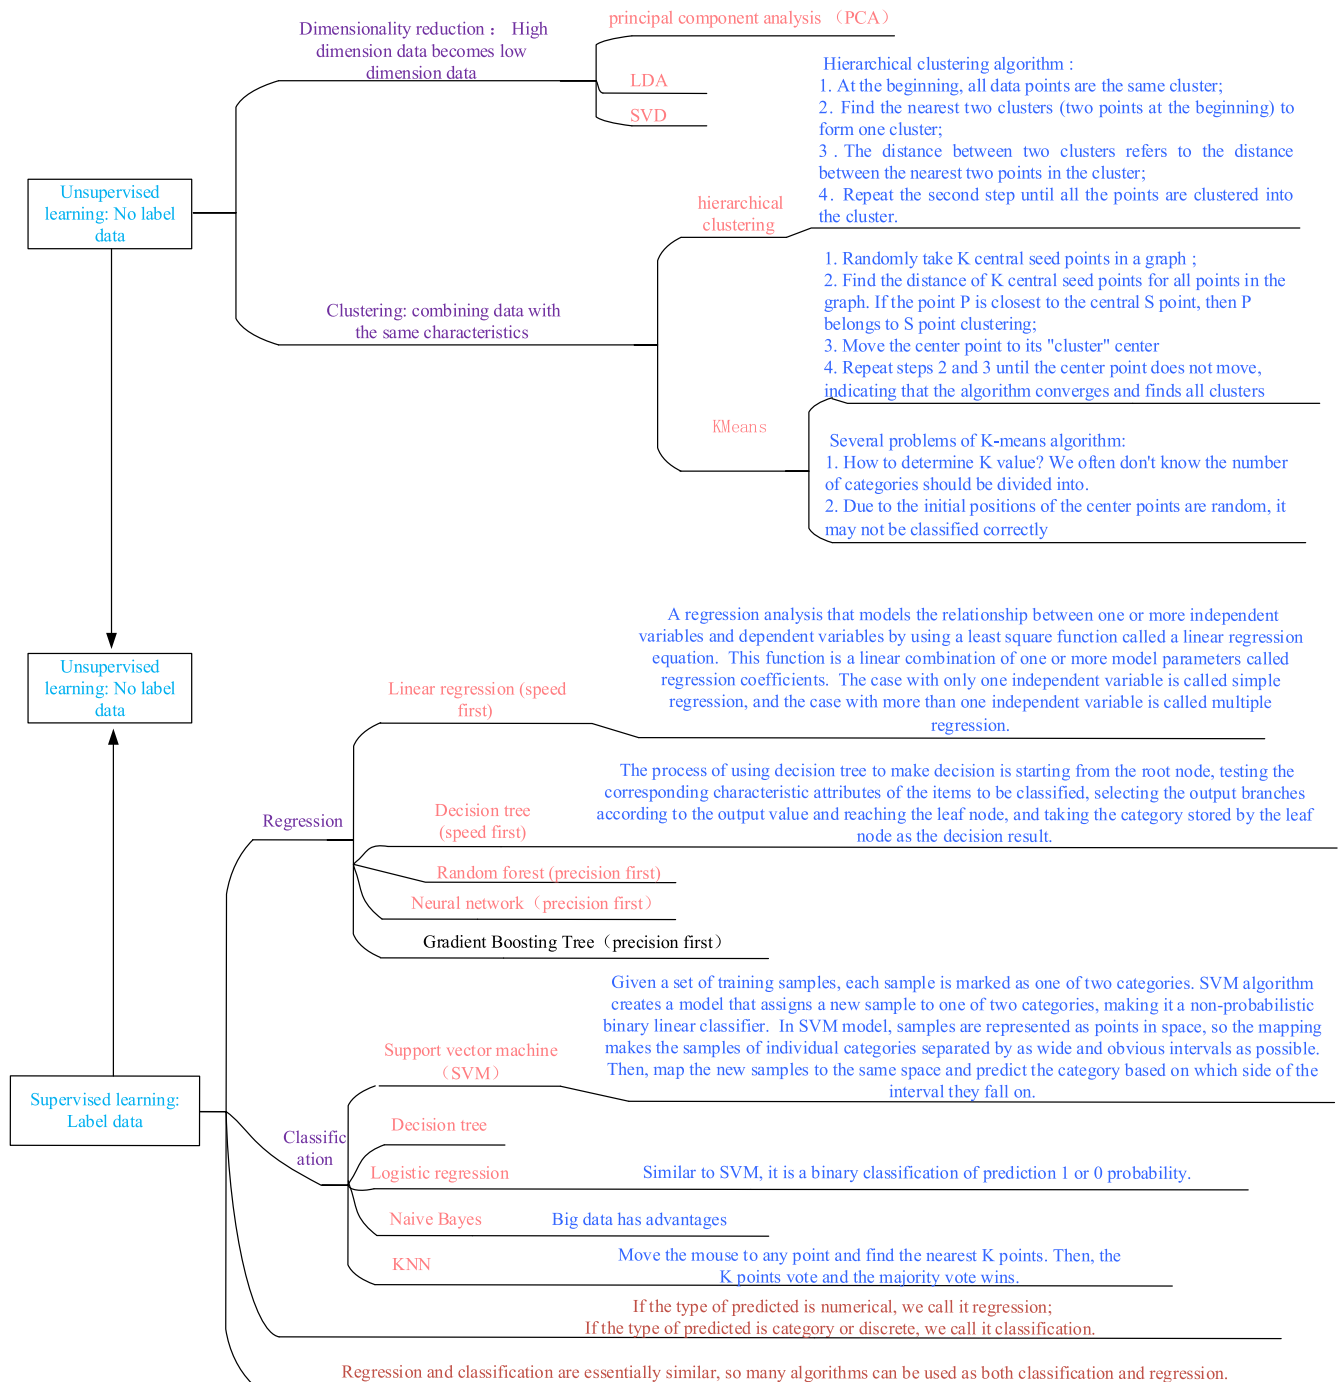 Dimensionality reduction： High
dimension data becomes low
dimension data
principal component analysis （PCA）
LDA
SVD
Unsupervised
learning: No label
data
Hierarchical clustering algorithm :
1. At the beginning, all data points are the same cluster;
2. Find the nearest two clusters (two points at the beginning) to
form one cluster;
3 . The distance between two clusters refers to the distance
between the nearest two points in the cluster;
4. Repeat the second step until all the points are clustered into
the cluster.
hierarchical
clustering
Clustering: combining data with
the same characteristics
1. Randomly take K central seed points in a graph ;
2. Find the distance of K central seed points for all points in the
graph. If the point P is closest to the central S point, then P
belongs to S point clustering;
3. Move the center point to its "cluster" center
4. Repeat steps 2 and 3 until the center point does not move,
indicating that the algorithm converges and finds all clusters
KMeans
Several problems of K-means algorithm:
1. How to determine K value? We often don't know the number
of categories should be divided into.
2. Due to the initial positions of the center points are random, it
may not be classified correctly
Unsupervised
learning: No label
data
A regression analysis that models the relationship between one or more independent
variables and dependent variables by using a least square function called a linear regression
equation.  This function is a linear combination of one or more model parameters called
regression coefficients.  The case with only one independent variable is called simple
regression, and the case with more than one independent variable is called multiple
regression.
Linear regression (speed
first)
Regression
The process of using decision tree to make decision is starting from the root node, testing the
corresponding characteristic attributes of the items to be classified, selecting the output branches
according to the output value and reaching the leaf node, and taking the category stored by the leaf
node as the decision result.
Decision tree
(speed first)
Random forest (precision first)
Neural network（precision first）
Gradient Boosting Tree（precision first）
Given a set of training samples, each sample is marked as one of two categories. SVM algorithm
creates a model that assigns a new sample to one of two categories, making it a non-probabilistic
binary linear classifier.  In SVM model, samples are represented as points in space, so the mapping
makes the samples of individual categories separated by as wide and obvious intervals as possible.
Then, map the new samples to the same space and predict the category based on which side of the
interval they fall on.
Support vector machine
（SVM）
Supervised learning:
Label data
Classific
ation
Decision tree
Logistic regression
Similar to SVM, it is a binary classification of prediction 1 or 0 probability.
Naive Bayes
Big data has advantages
KNN
Move the mouse to any point and find the nearest K points. Then, the
K points vote and the majority vote wins.
If the type of predicted is numerical, we call it regression;
If the type of predicted is category or discrete, we call it classification.
Regression and classification are essentially similar, so many algorithms can be used as both classification and regression.